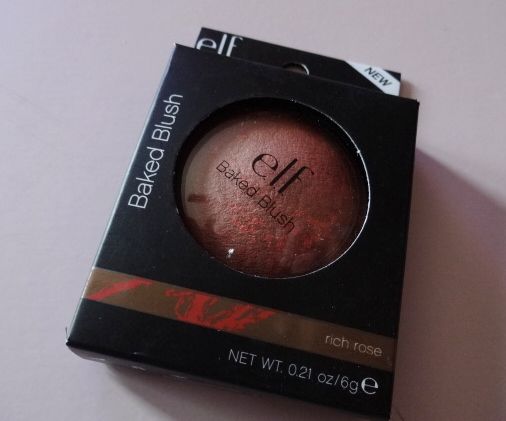 elf
NEW
Baked Blush
elf
Baked Blush
rich rose
NET WT. 0.21 oz/6g℮